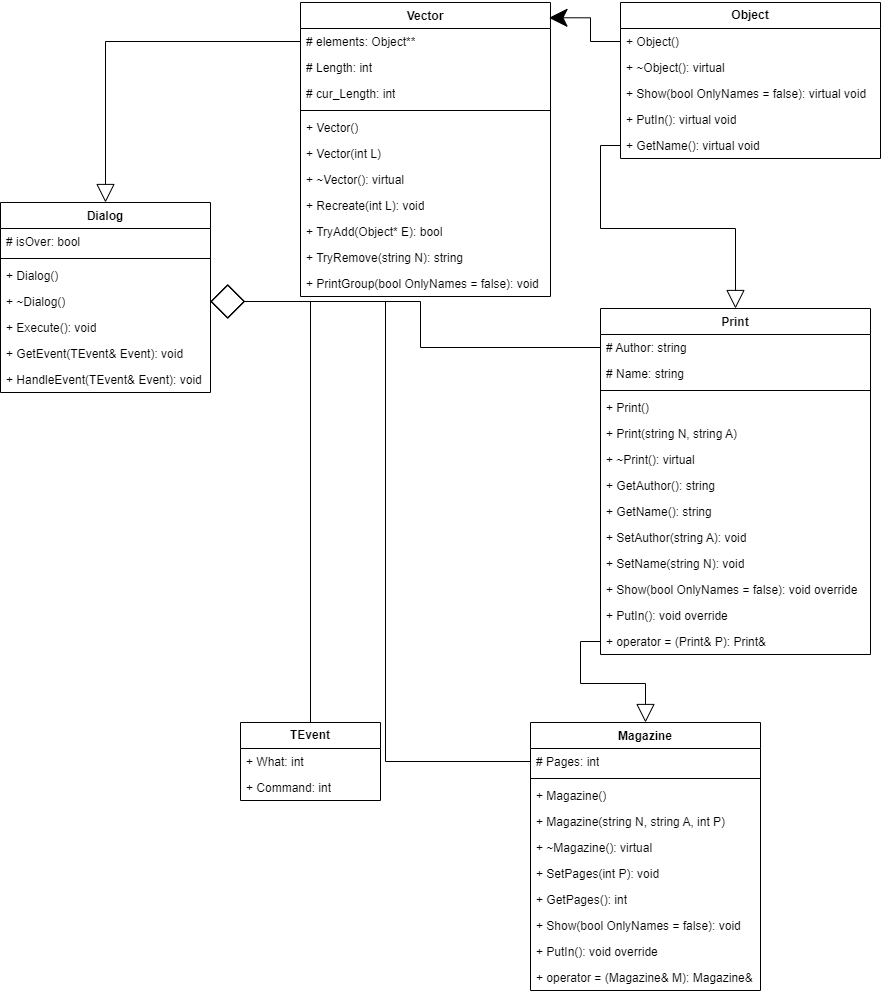 Vector
# elements: Object**
# Length: int
# cur_Length: int
+ Vector()
+ Vector(int L)
+ ~Vector(): virtual
+ Recreate(int L): void
+ TryAdd(Object* E): bool
+ TryRemove(string N): string
+ PrintGroup(bool OnlyNames = false): void
Object
+ Object()
+ ~Object(): virtual
+ Show(bool OnlyNames = false): virtual void
+ PutIn(): virtual void
+ GetName(): virtual void
Dialog
# isOver: bool
+ Dialog()
+ ~Dialog()
+ Execute(): void
+ GetEvent(TEvent& Event): void
+ HandleEvent(TEvent& Event): void
Print
# Author: string
# Name: string
+ Print()
+ Print(string N, string A)
+ ~Print(): virtual
+ GetAuthor(): string
+ GetName(): string
+ SetAuthor(string A): void
+ SetName(string N): void
+ Show(bool OnlyNames = false): void override
+ PutIn(): void override
+ operator = (Print& P): Print&
TEvent
+ What: int
+ Command: int
Magazine
# Pages: int
+ Magazine()
+ Magazine(string N, string A, int P)
+ ~Magazine(): virtual
+ SetPages(int P): void
+ GetPages(): int
+ Show(bool OnlyNames = false): void
+ PutIn(): void override
+ operator = (Magazine& M): Magazine&